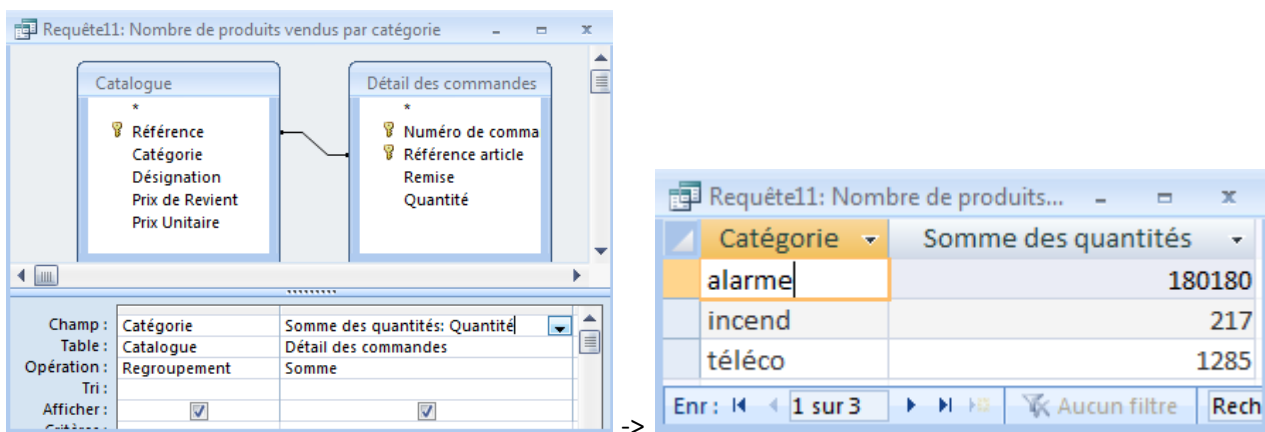 Requête11: Nombre de produits vendus par catégorie
Catalogue
*
Référence
Catégorie
Désignation
Prix de Revient
Prix Unitaire
Détail des commandes
*
Numéro de comma
Référence article
Remise
Quantité
Champ : Catégorie Somme des quantités: Quantité
Table : Catalogue Détail des commandes
Opération : Regroupement Somme
Tri :
Afficher :
Critères :
->
Requête11: Nombre de produits...
Catégorie Somme des quantités
alarme 180180
incend 217
téléco 1285
Enr : 1 sur 3 Aucun filtre Rech